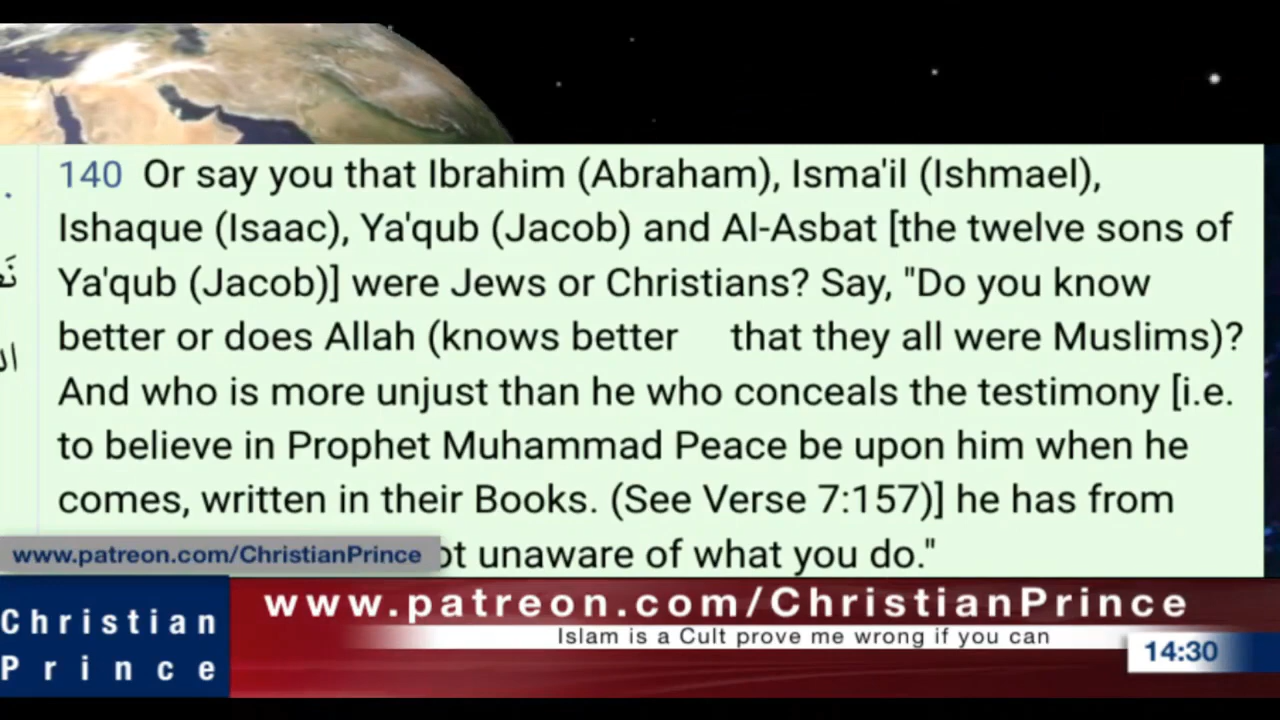 140 Or say you that Ibrahim (Abraham), Isma'il (Ishmael),
Ishaque (Isaac), Ya'qub (Jacob) and Al-Asbat [the twelve sons of
Ya'qub (Jacob)] were Jews or Christians? Say, "Do you know
better or does Allah (knows better that they all were Muslims)?
And who is more unjust than he who conceals the testimony [i.e.
to believe in Prophet Muhammad Peace be upon him when he
comes, written in their Books. (See Verse 7:157)] he has from
www.patreon.com/ChristianPrince
unaware of what you do."
Christian
Prince
www.patreon.com/ChristianPrince
Islam is a Cult prove me wrong if you can
14:30